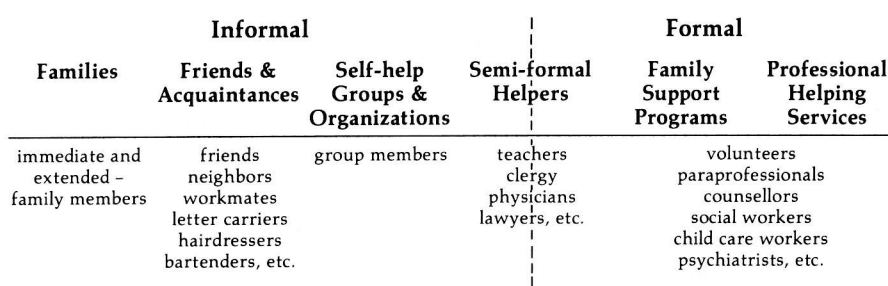 Informal Formal
Families Friends & Self-help Semi-formal Family Professional
Acquaintances Groups & Helpers Support Helping
Organizations Programs Services
immediate and friends group members teachers volunteers
extended – neighbors clergy paraprofessionals
family members workmates physicians counsellors
letter carriers lawyers, etc. social workers
hairdressers child care workers
bartenders, etc. psychiatrists, etc.